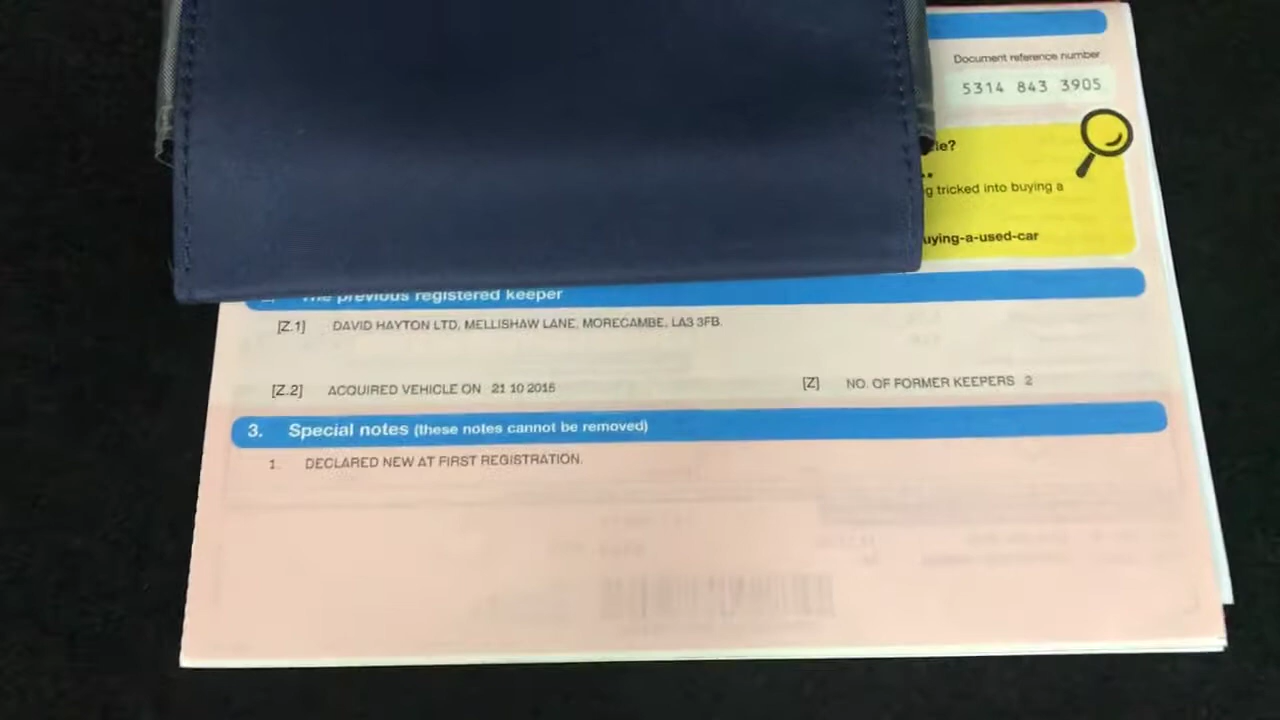 Document reference number
5314 843 3905
cle?
..
g tricked into buying a
uying-a-used-car
The previous registered keeper
[Z.1] DAVID HAYTON LTD, MELLISHAW LANE, MORECAMBE, LA3 3FB.
[Z.2] ACQUIRED VEHICLE ON 21 10 2015
[Z] NO. OF FORMER KEEPERS 2
3. Special notes (these notes cannot be removed)
1. DECLARED NEW AT FIRST REGISTRATION.